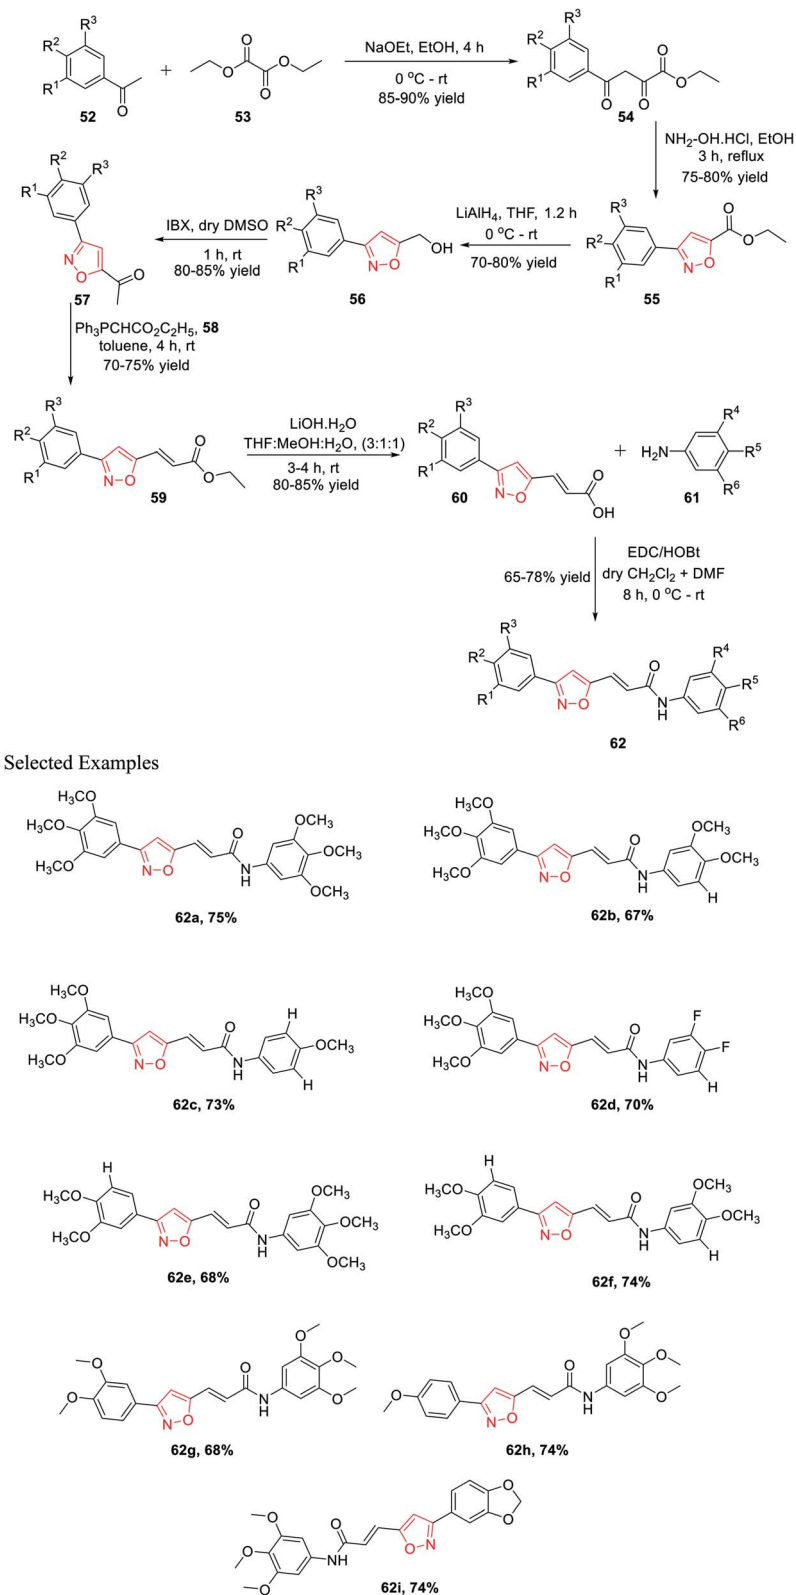 R³
R²
R¹
O
52
+
O
O
O
O
53
NaOEt, EtOH, 4 h
0 ºC - rt
85-90% yield
R³
R²
R¹
O
O
O
O
54
NH₂-OH.HCl, EtOH
3 h, reflux
75-80% yield
R²
R³
R¹
N
O
O
57
IBX, dry DMSO
1 h, rt
80-85% yield
R³
R²
R¹
N
O
OH
56
LiAlH₄, THF, 1.2 h
0 ºC - rt
70-80% yield
R³
R²
R¹
N
O
O
O
55
Ph₃PCHCO₂C₂H₅, 58
toluene, 4 h, rt
70-75% yield
R³
R²
R¹
N
O
O
O
59
LiOH.H₂O
THF:MeOH:H₂O, (3:1:1)
3-4 h, rt
80-85% yield
R³
R²
R¹
N
O
O
OH
60
+
H₂N
R⁴
R⁵
R⁶
61
65-78% yield
EDC/HOBt
dry CH₂Cl₂ + DMF
8 h, 0 ºC - rt
R³
R²
R¹
N
O
O
N
H
R⁴
R⁵
R⁶
62
Selected Examples
H₃CO
H₃CO
H₃CO
N
O
O
N
H
OCH₃
OCH₃
OCH₃
62a, 75%
H₃CO
H₃CO
H₃CO
N
O
O
N
H
OCH₃
OCH₃
H
62b, 67%
H₃CO
H₃CO
H₃CO
N
O
O
N
H
H
OCH₃
H
62c, 73%
H₃CO
H₃CO
H₃CO
N
O
O
N
H
F
F
H
62d, 70%
H
H₃CO
H₃CO
N
O
O
N
H
OCH₃
OCH₃
OCH₃
62e, 68%
H
H₃CO
H₃CO
N
O
O
N
H
OCH₃
OCH₃
H
62f, 74%
O
O
N
O
O
N
H
O
O
O
62g, 68%
O
N
O
O
N
H
O
O
O
62h, 74%
O
O
O
N
H
O
O
N
O
O
62i, 74%